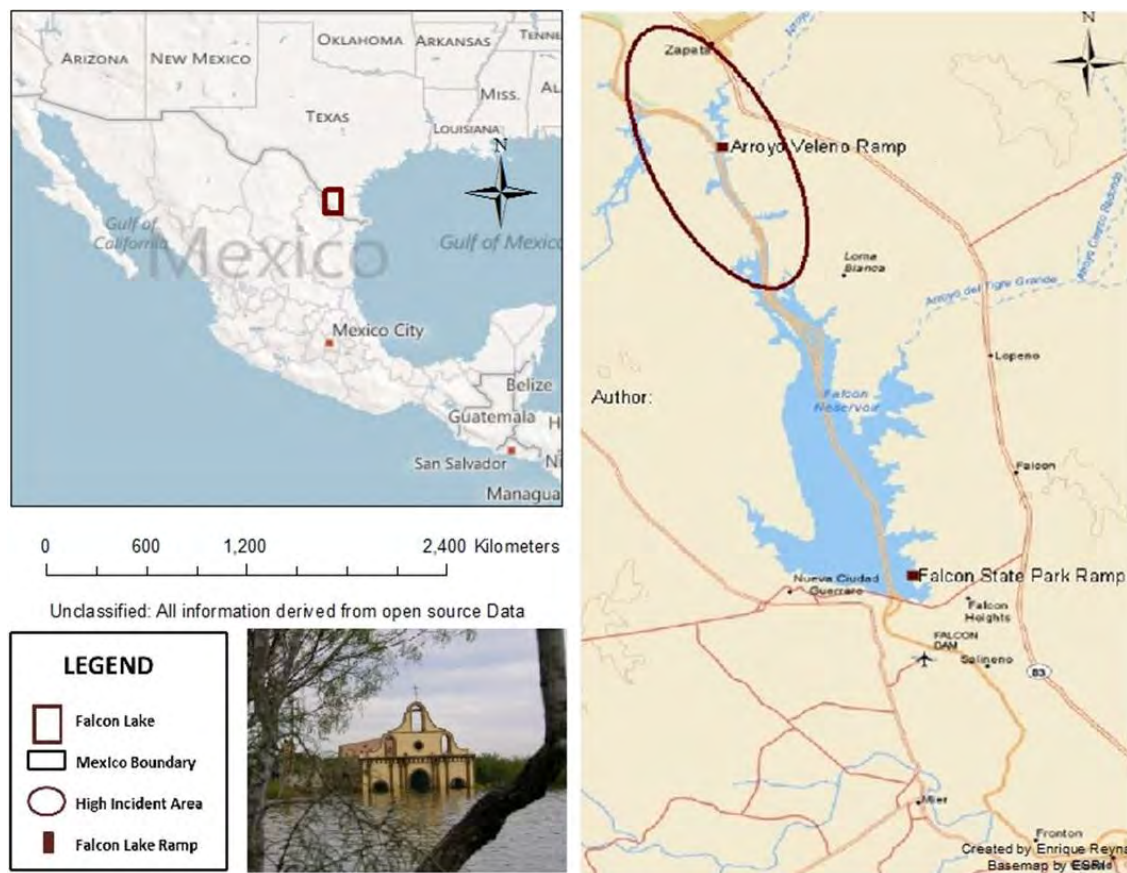 OKLAHOMA
ARKANSAS
TENNE
ARIZONA
NEW MEXICO
MISS.
AL
TEXAS
LOUISIANA
N
Gulf of
California
Mexico
Gulf of Mexico
Mexico City
Belize
Guatemala
H
San Salvador
Ni
Managua
0 600 1,200 2,400 Kilometers
Unclassified: All information derived from open source Data
LEGEND
Falcon Lake
Mexico Boundary
High Incident Area
Falcon Lake Ramp
N
Zapata
Arroyo Veleno Ramp
Loma
Blanca
Arroyo del Tigre Grande
Lopeno
Author:
Falcon
Reservoir
Falcon
Falcon State Park Ramp
Nueva Ciudad
Guerrero
Falcon
Heights
FALCON
DAM
Salineno
83
Mier
Fronton
Created by Enrique Reyna
Basemap by ESRI